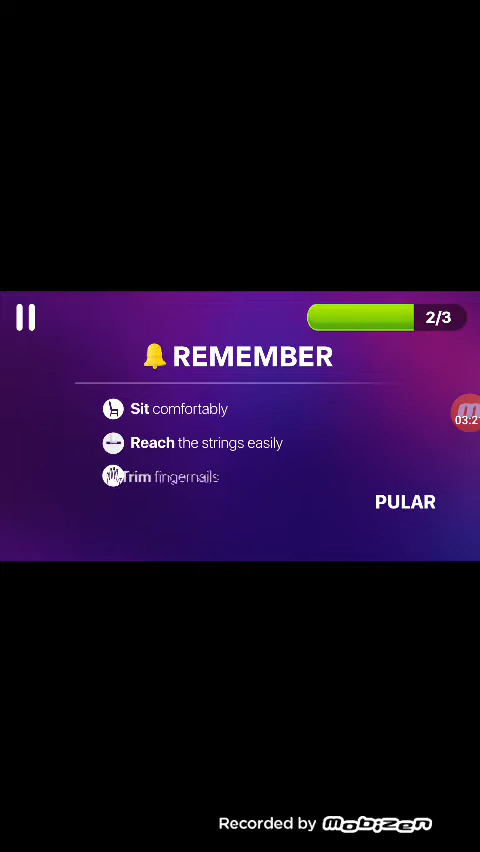 2/3
REMEMBER
Sit comfortably
Reach the strings easily
Trim fingernails
PULAR
Recorded by mobizen